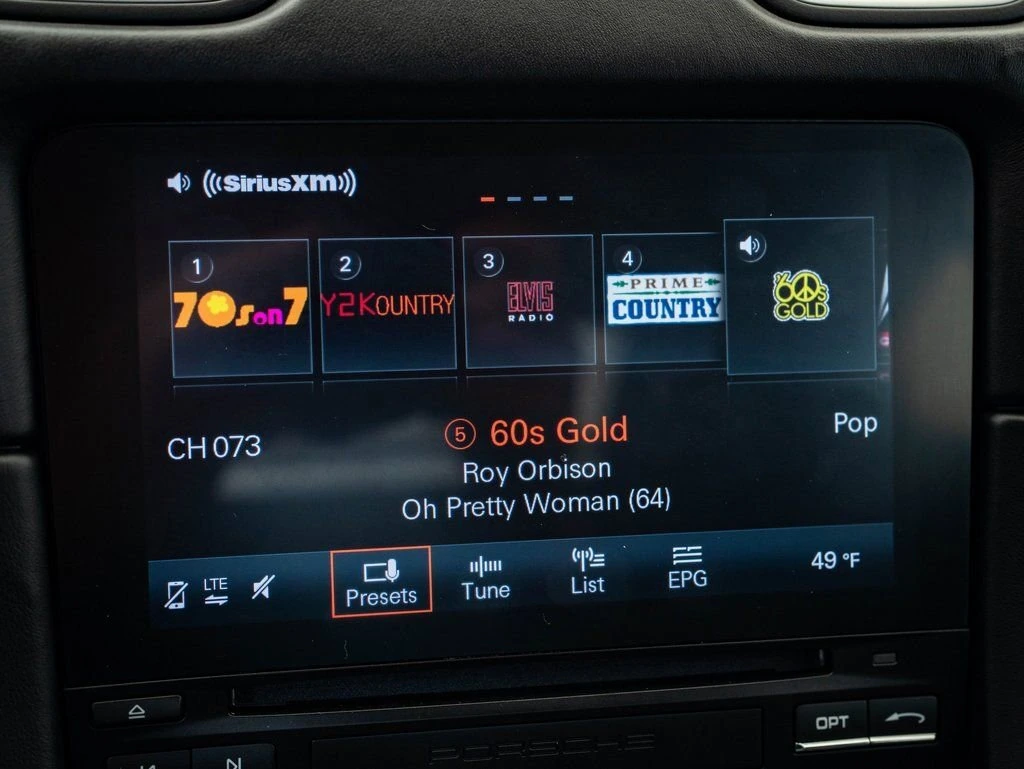 ((SiriusXM))
1
2
3
4
70s on 7
Y2KOUNTRY
ELVIS
RADIO
PRIME
COUNTRY
'60s
GOLD
CH 073
5 60s Gold
Pop
Roy Orbison
Oh Pretty Woman (64)
LTE
Presets
Tune
List
EPG
49 °F
OPT
PORSCHE